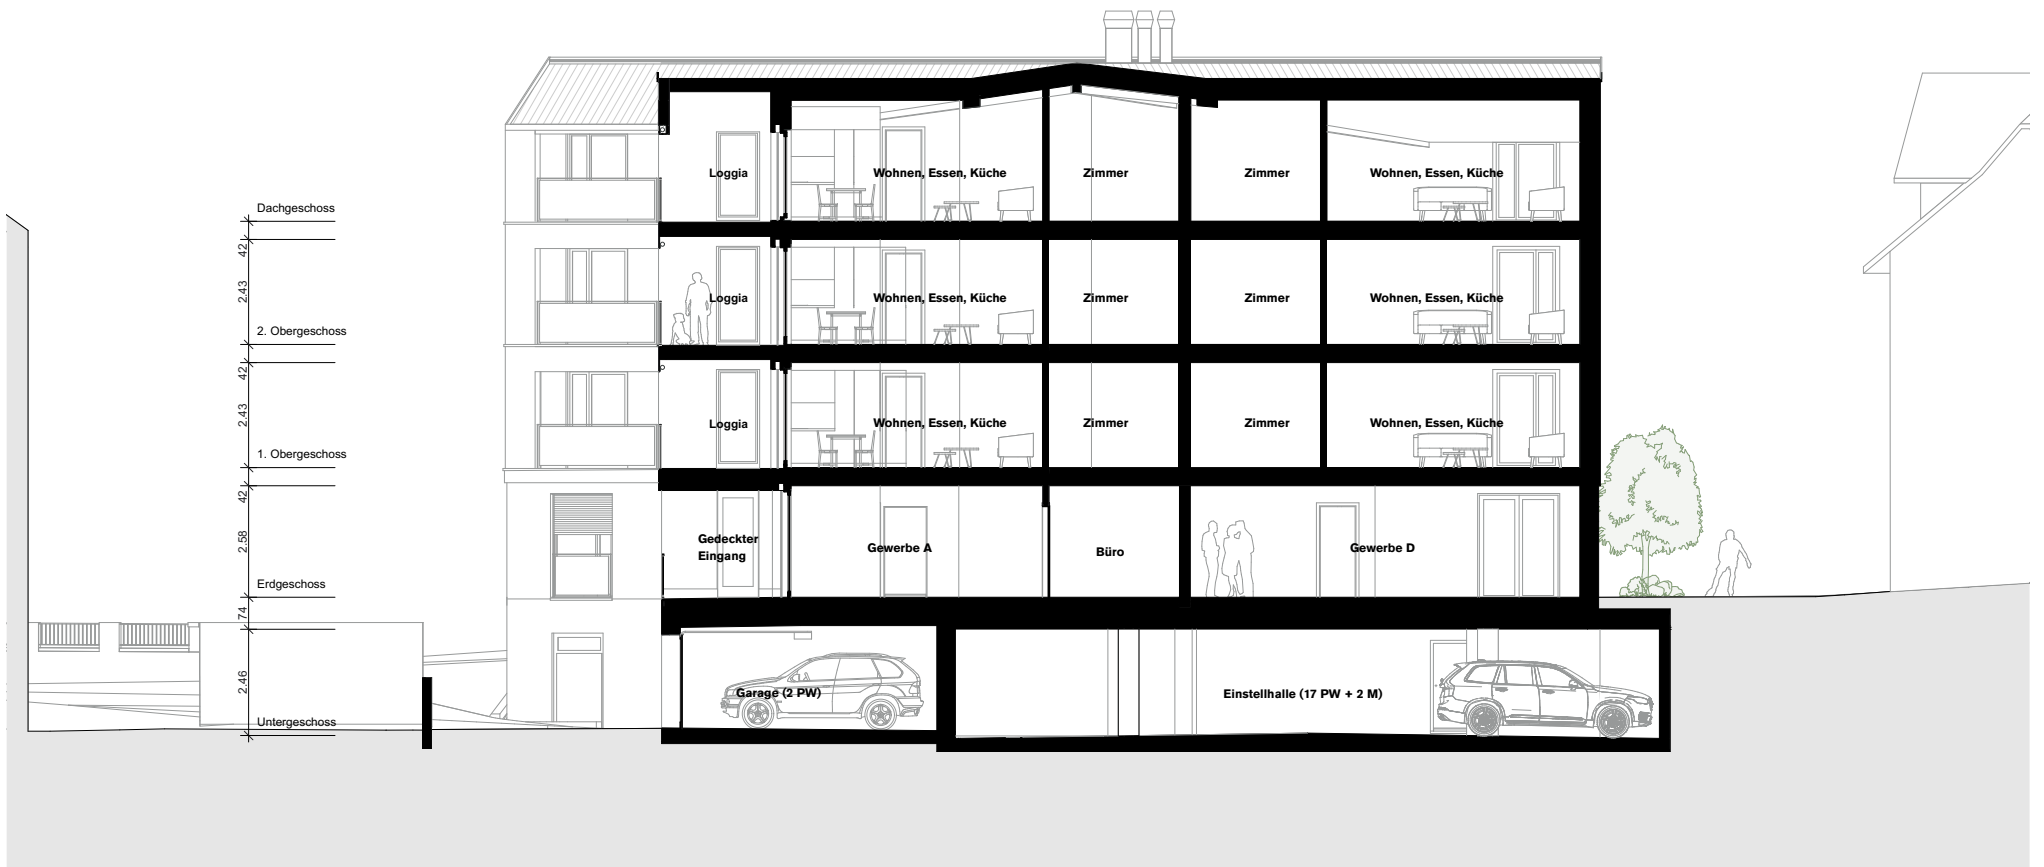 Loggia
Wohnen, Essen, Küche
Zimmer
Zimmer
Wohnen, Essen, Küche
Dachgeschoss
42
2.43
Loggia
Wohnen, Essen, Küche
Zimmer
Zimmer
Wohnen, Essen, Küche
2. Obergeschoss
42
2.43
Loggia
Wohnen, Essen, Küche
Zimmer
Zimmer
Wohnen, Essen, Küche
1. Obergeschoss
42
2.58
Gedeckter
Eingang
Gewerbe A
Büro
Gewerbe D
Erdgeschoss
74
2.46
Garage (2 PW)
Einstellhalle (17 PW + 2 M)
Untergeschoss